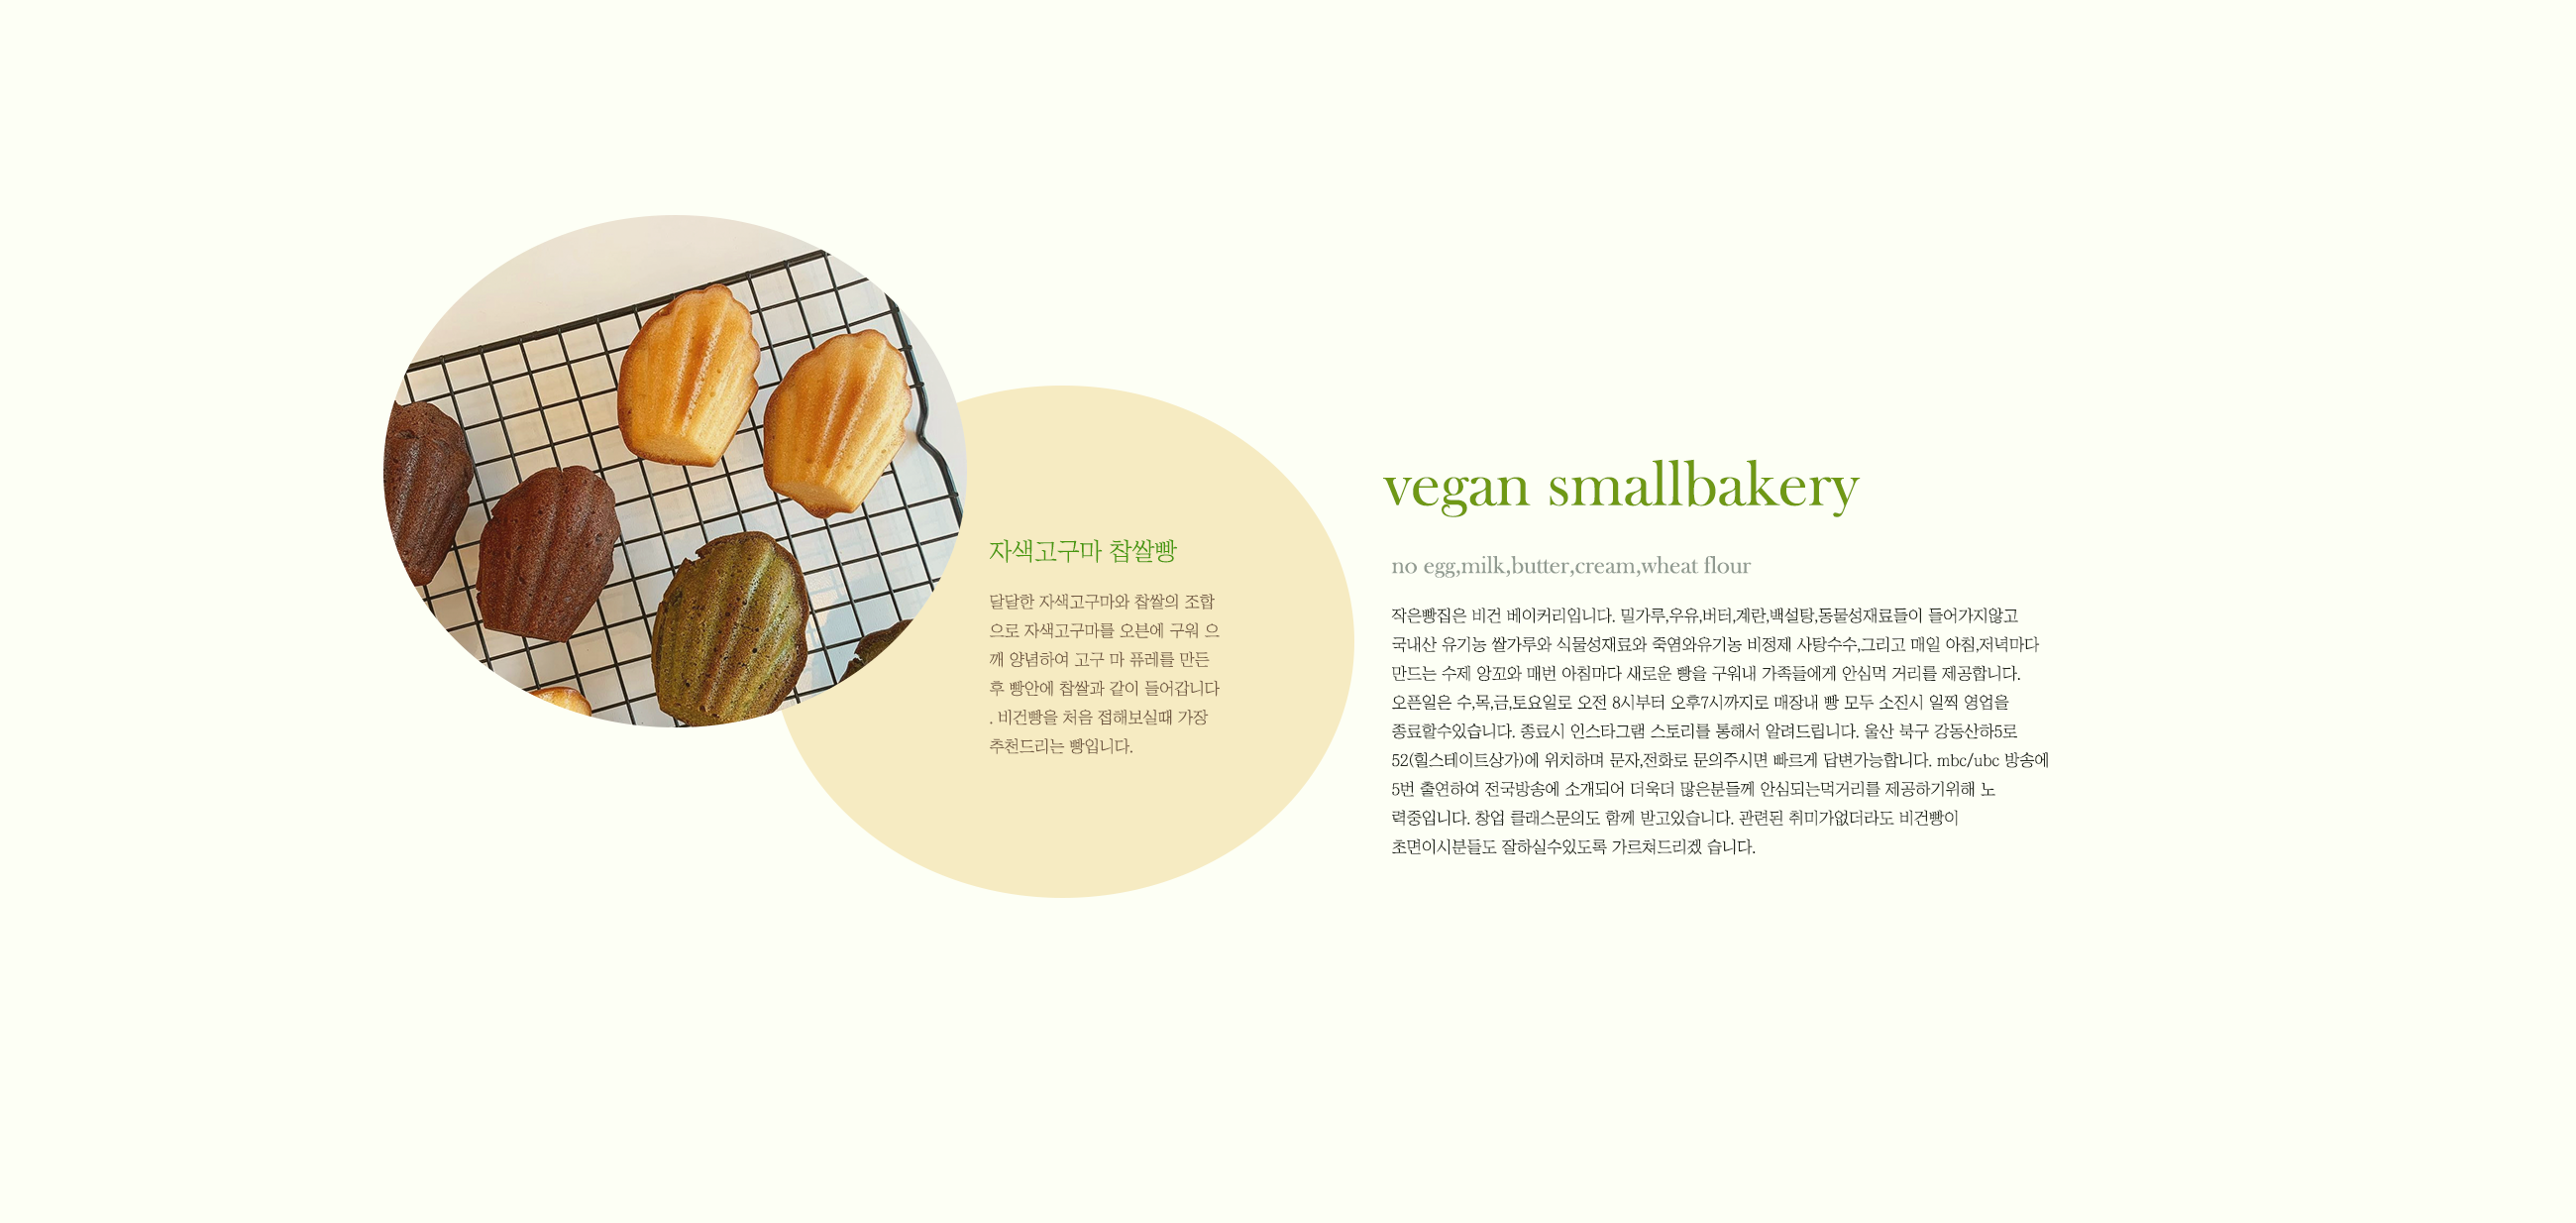 자색고구마 찹쌀빵
달달한 자색고구마와 찹쌀의 조합
으로 자색고구마를 오븐에 구워 으
깨 양념하여 고구 마 퓨레를 만든
후 빵안에 찹쌀과 같이 들어갑니다
. 비건빵을 처음 접해보실때 가장
추천드리는 빵입니다.
vegan smallbakery
no egg,milk,butter,cream,wheat flour
작은빵집은 비건 베이커리입니다. 밀가루,우유,버터,계란,백설탕,동물성재료들이 들어가지않고
국내산 유기농 쌀가루와 식물성재료와 죽염와유기농 비정제 사탕수수,그리고 매일 아침,저녁마다
만드는 수제 앙꼬와 매번 아침마다 새로운 빵을 구워내 가족들에게 안심먹 거리를 제공합니다.
오픈일은 수,목,금,토요일로 오전 8시부터 오후7시까지로 매장내 빵 모두 소진시 일찍 영업을
종료할수있습니다. 종료시 인스타그램 스토리를 통해서 알려드립니다. 울산 북구 강동산하5로
52(힐스테이트상가)에 위치하며 문자,전화로 문의주시면 빠르게 답변가능합니다. mbc/ubc 방송에
5번 출연하여 전국방송에 소개되어 더욱더 많은분들께 안심되는먹거리를 제공하기위해 노
력중입니다. 창업 클래스문의도 함께 받고있습니다. 관련된 취미가없더라도 비건빵이
초면이시분들도 잘하실수있도록 가르쳐드리겠 습니다.